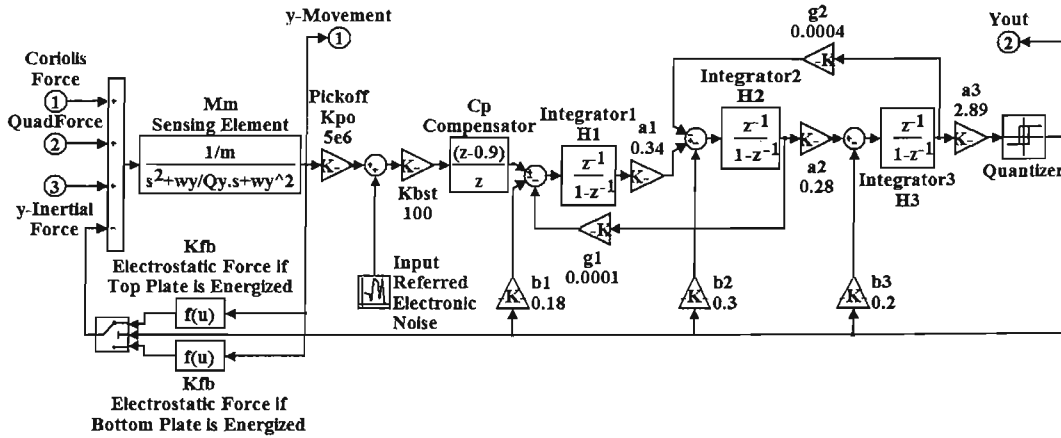 y-Movement
1
g2
0.0004
-K
Yout
2
Coriolis
Force
1
QuadForce
2
3
y-Inertial
Force
+
+
+
-
Mm
Sensing Element
1/m
s²+wy/Qy.s+wy^2
Pickoff
Kpo
5e6
K-
+
+
K-
Kbst
100
Cp
Compensator
(z-0.9)
z
Integrator1
H1
z⁻¹
1-z⁻¹
a1
0.34
K-
Integrator2
H2
z⁻¹
1-z⁻¹
K-
a2
0.28
z⁻¹
1-z⁻¹
Integrator3
H3
a3
2.89
K-
Quantizer
-K
g1
0.0001
Kfb
Electrostatic Force if
Top Plate is Energized
f(u)
f(u)
Kfb
Electrostatic Force if
Bottom Plate is Energized
Input
Referred
Electronic
Noise
b1
-K-
0.18
b2
-K-
0.3
b3
-K-
0.2